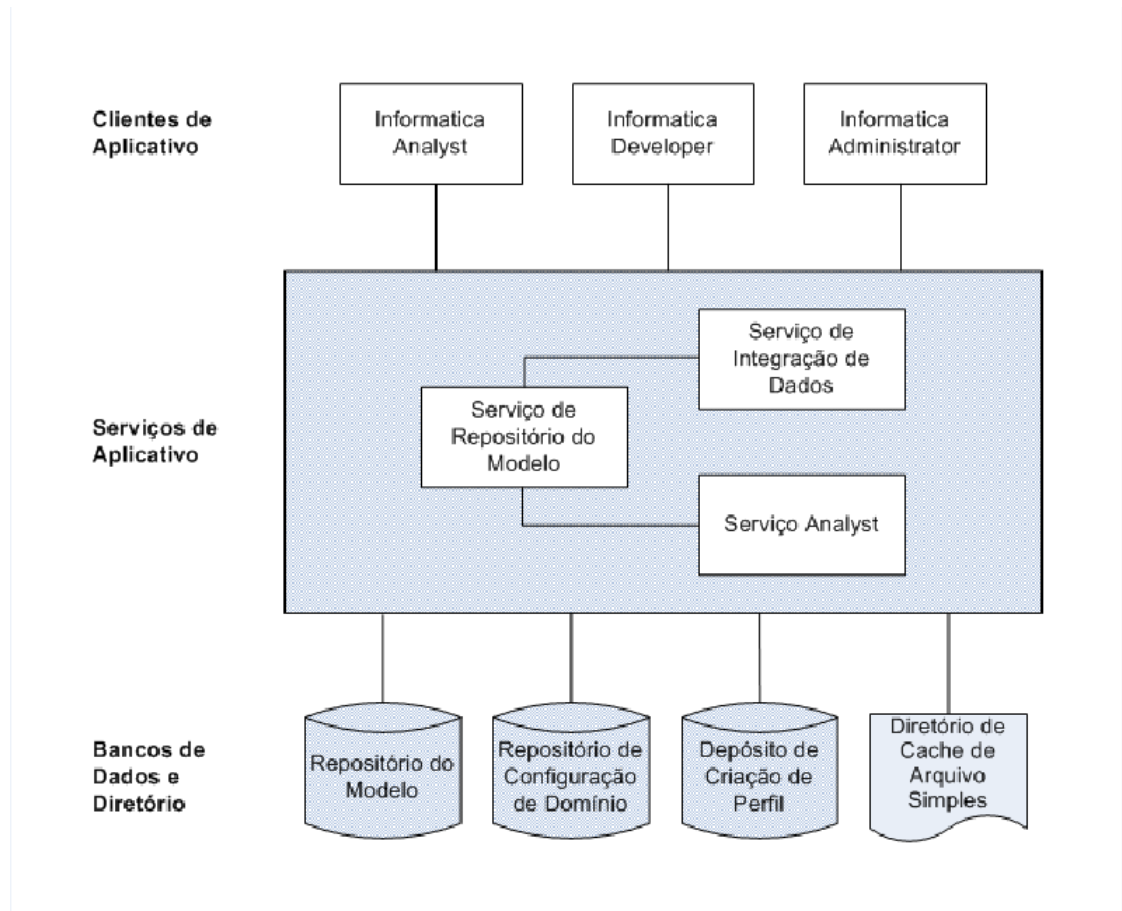 Clientes de
Aplicativo
Informatica
Analyst
Informatica
Developer
Informatica
Administrator
Serviços de
Aplicativo
Serviço de
Integração de
Dados
Serviço de
Repositório do
Modelo
Serviço Analyst
Bancos de
Dados e
Diretório
Repositório do
Modelo
Repositório de
Configuração
de Domínio
Depósito de
Criação de
Perfil
Diretório de
Cache de
Arquivo
Simples